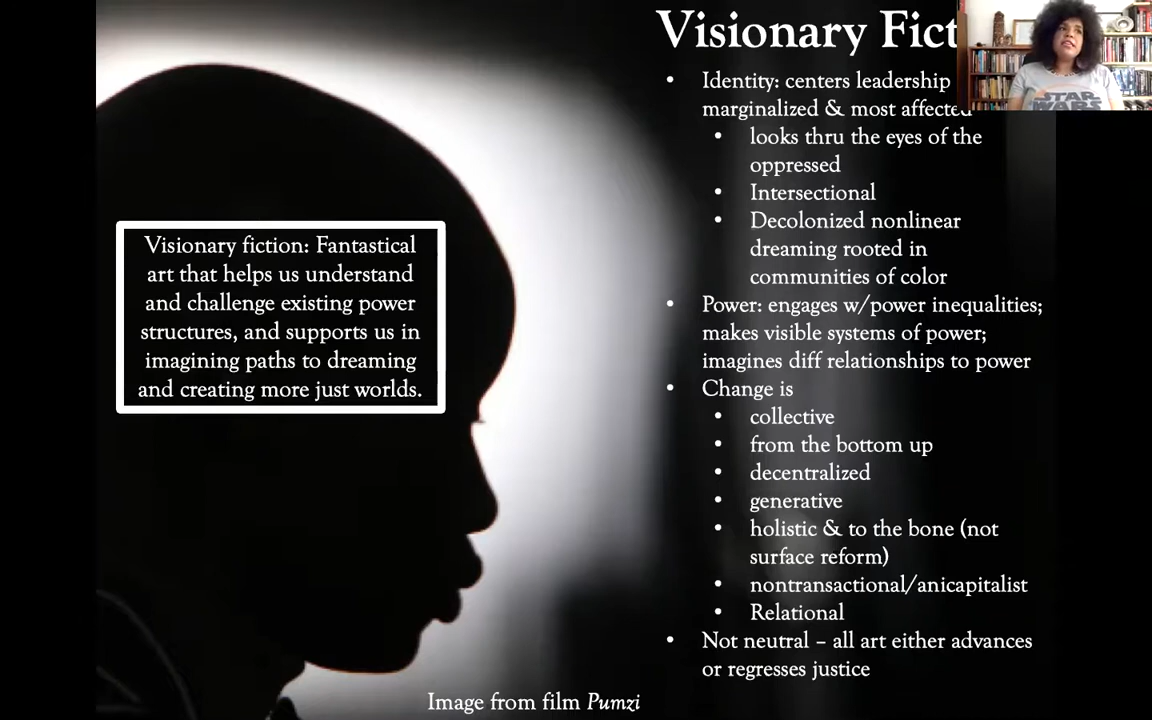 Visionary Fict
• Identity: centers leadership
marginalized & most affected
• looks thru the eyes of the
oppressed
• Intersectional
• Decolonized nonlinear
dreaming rooted in
communities of color
• Power: engages w/power inequalities;
makes visible systems of power;
imagines diff relationships to power
• Change is
• collective
• from the bottom up
• decentralized
• generative
• holistic & to the bone (not
surface reform)
• nontransactional/anicapitalist
• Relational
• Not neutral – all art either advances
or regresses justice
Visionary fiction: Fantastical
art that helps us understand
and challenge existing power
structures, and supports us in
imagining paths to dreaming
and creating more just worlds.
Image from film Pumzi
STAR
WARS